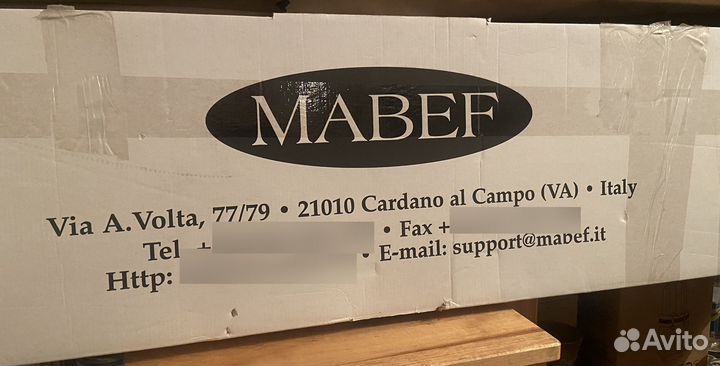 MABEF
Via A. Volta, 77/79 • 21010 Cardano al Campo (VA) • Italy
Tel + • Fax +
Http: • E-mail: support@mabef.it
Avito